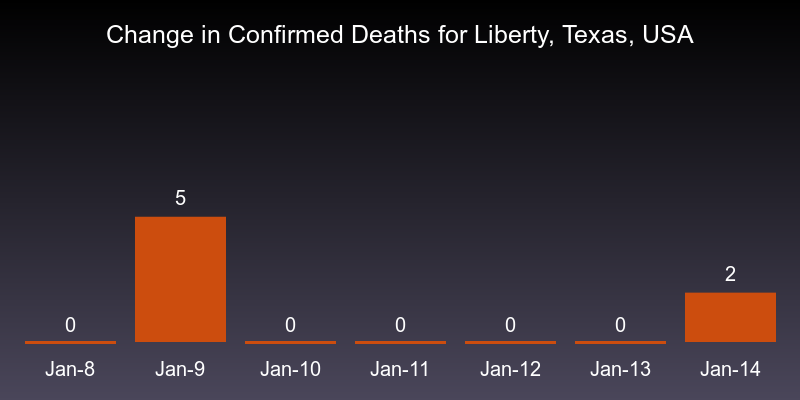 Change in Confirmed Deaths for Liberty, Texas, USA
5
2
0 0 0 0 0
Jan-8 Jan-9 Jan-10 Jan-11 Jan-12 Jan-13 Jan-14